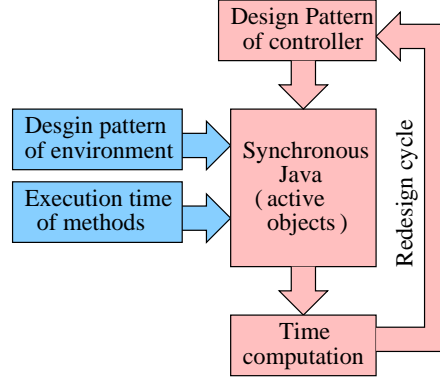 Design Pattern
of controller
Desgin pattern
of environment
Execution time
of methods
Synchronous
Java
( active
objects )
Time
computation
Redesign cycle